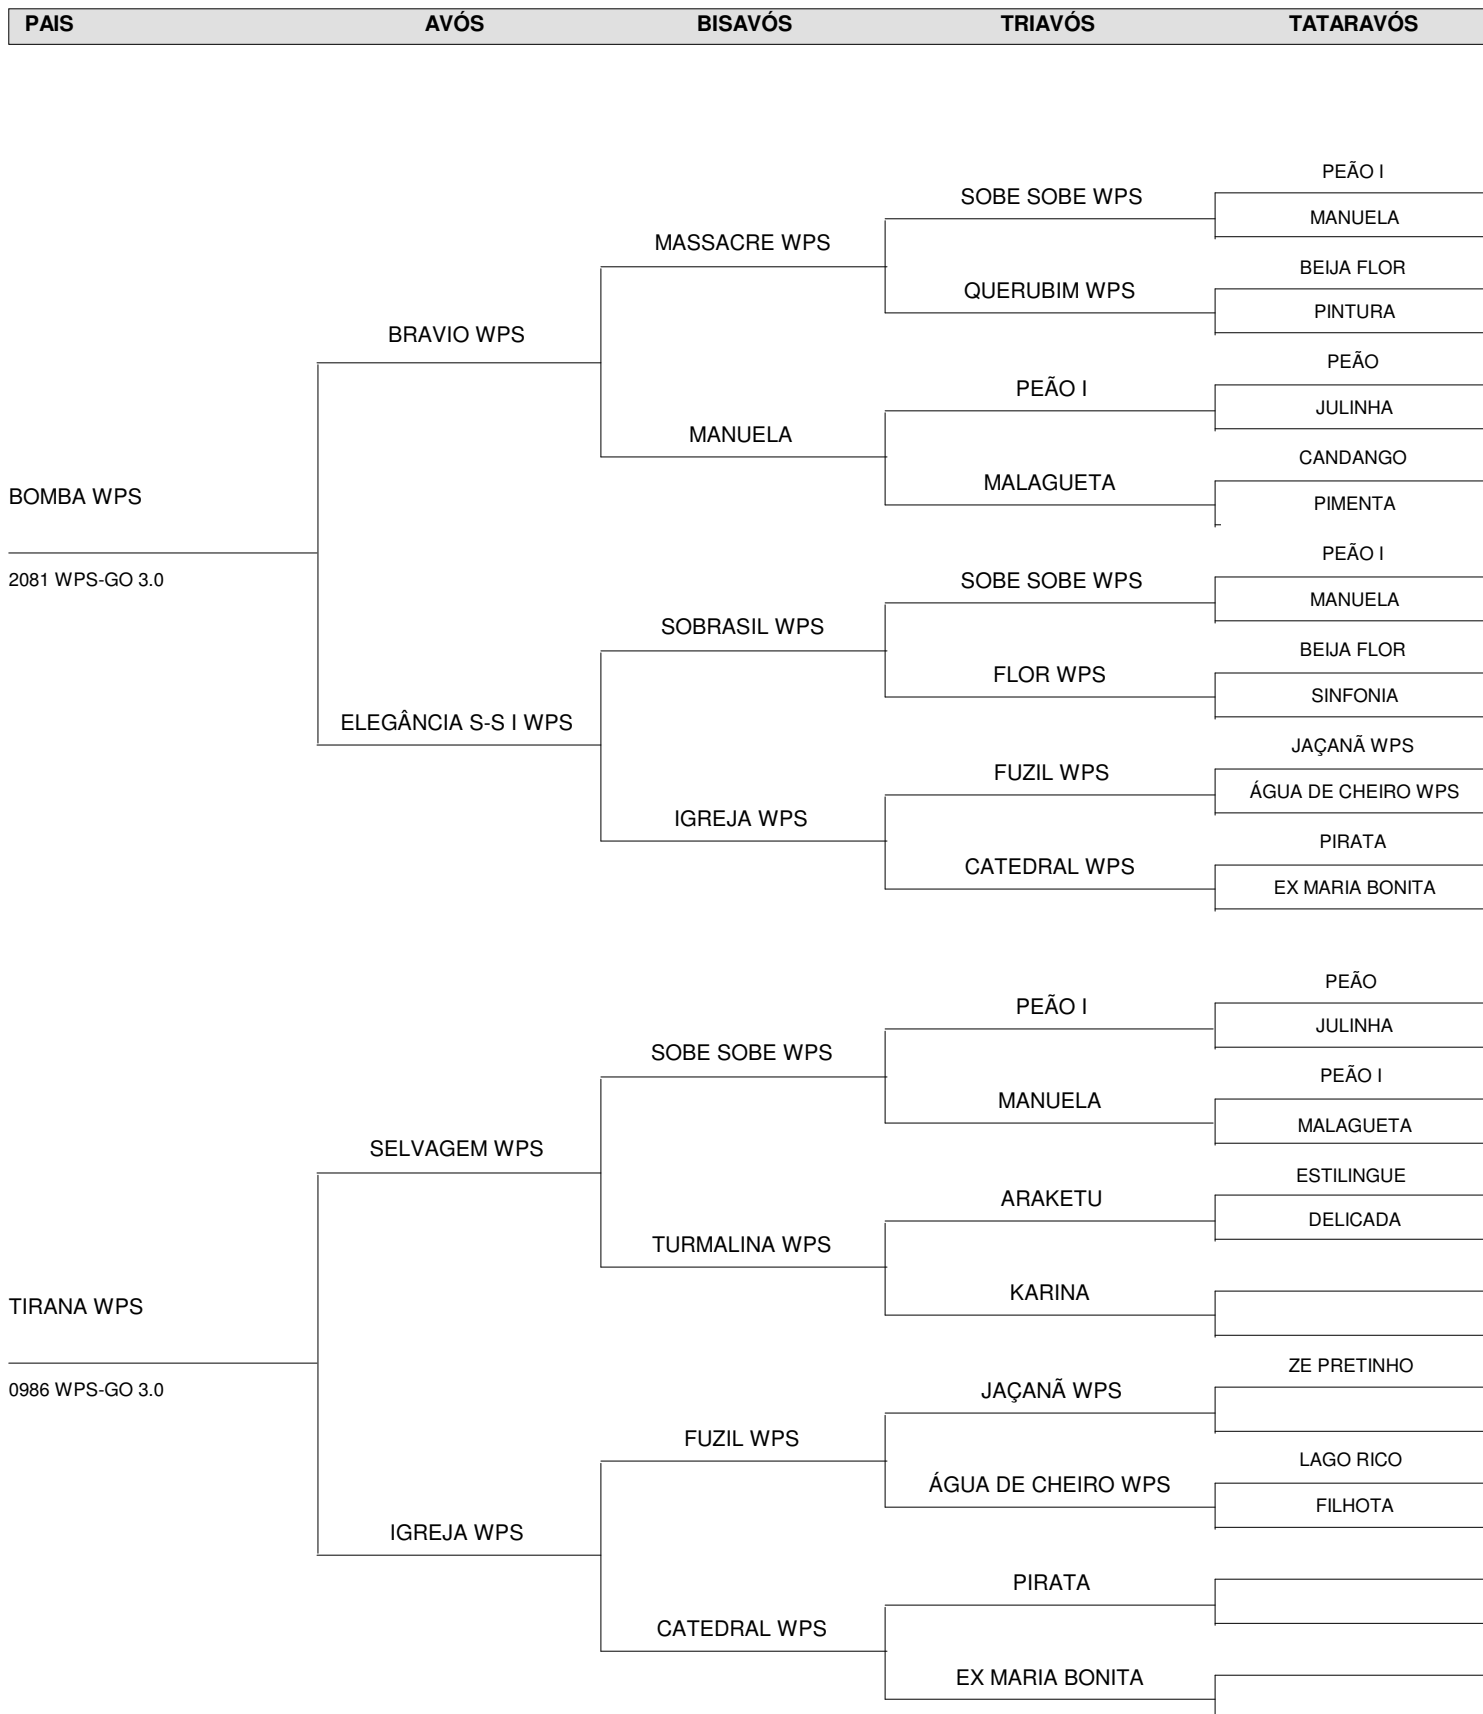 PAIS AVÓS BISAVÓS TRIAVÓS TATARAVÓS
PEÃO I
SOBE SOBE WPS
MANUELA
MASSACRE WPS
BEIJA FLOR
QUERUBIM WPS
PINTURA
BRAVIO WPS
PEÃO
PEÃO I
JULINHA
MANUELA
CANDANGO
MALAGUETA
BOMBA WPS
PIMENTA
PEÃO I
2081 WPS-GO 3.0
SOBE SOBE WPS
MANUELA
SOBRASIL WPS
BEIJA FLOR
FLOR WPS
SINFONIA
ELEGÂNCIA S-S I WPS
JAÇANÃ WPS
FUZIL WPS
ÁGUA DE CHEIRO WPS
IGREJA WPS
PIRATA
CATEDRAL WPS
EX MARIA BONITA
PEÃO
PEÃO I
JULINHA
SOBE SOBE WPS
PEÃO I
MANUELA
MALAGUETA
SELVAGEM WPS
ESTILINGUE
ARAKETU
DELICADA
TURMALINA WPS
KARINA
TIRANA WPS
ZE PRETINHO
0986 WPS-GO 3.0
JAÇANÃ WPS
FUZIL WPS
LAGO RICO
ÁGUA DE CHEIRO WPS
FILHOTA
IGREJA WPS
PIRATA
CATEDRAL WPS
EX MARIA BONITA